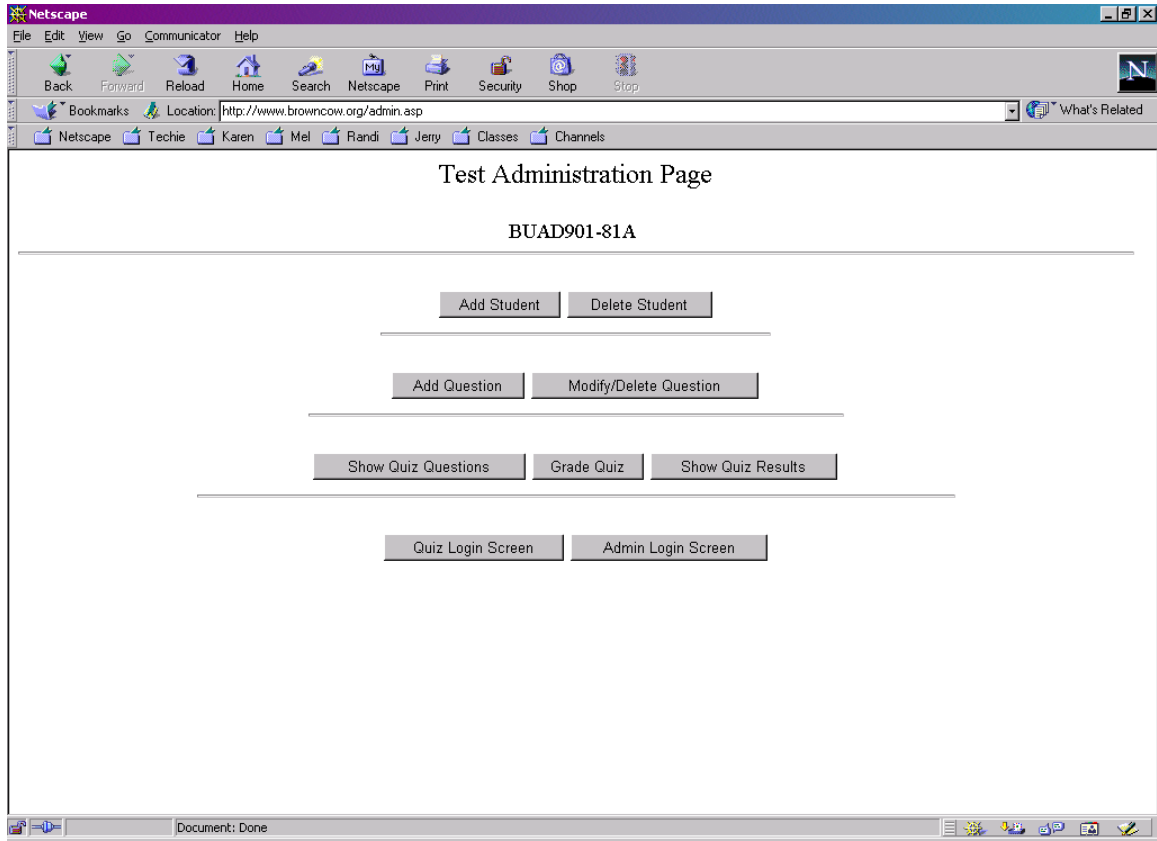 Netscape
File Edit View Go Communicator Help
My
Back Forward Reload Home Search Netscape Print Security Shop Stop
N
Bookmarks Location: http://www.browncow.org/admin.asp What's Related
Netscape Techie Karen Mel Randi Jerry Classes Channels
Test Administration Page
BUAD901-81A
Add Student Delete Student
Add Question Modify/Delete Question
Show Quiz Questions Grade Quiz Show Quiz Results
Quiz Login Screen Admin Login Screen
Document: Done